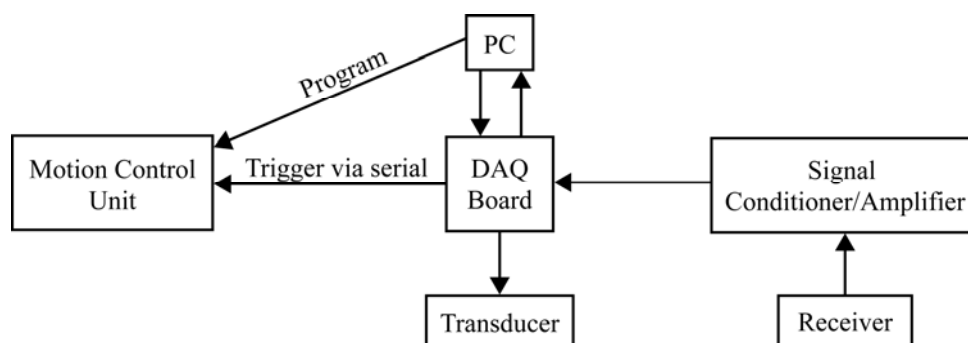 PC
Program
Motion Control
Unit
Trigger via serial
DAQ
Board
Signal
Conditioner/Amplifier
Transducer
Receiver